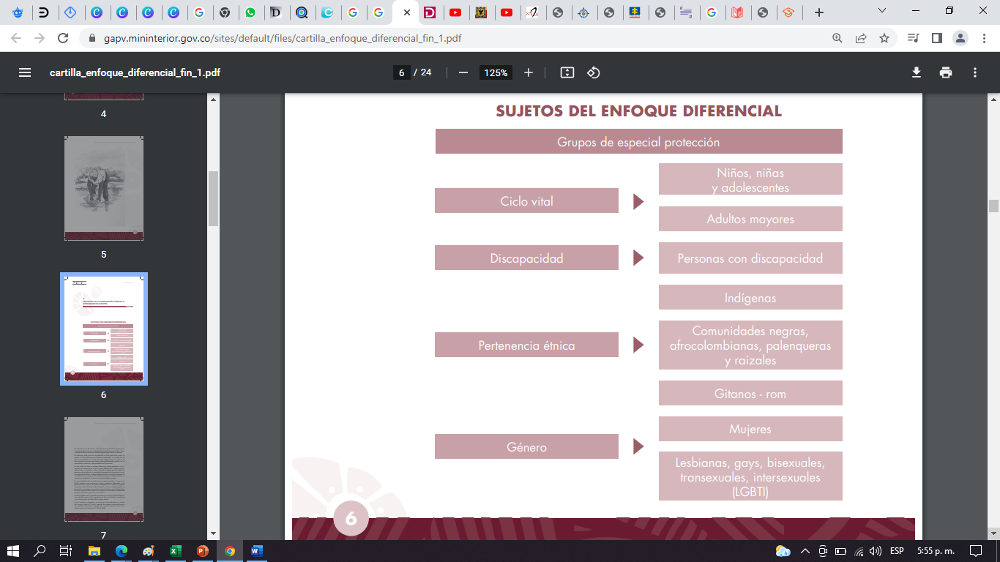 gapv.mininterior.gov.co/sites/default/files/cartilla_enfoque_diferencial_fin_1.pdf
cartilla_enfoque_diferencial_fin_1.pdf
6 / 24
125%
4
5
6
7
SUJETOS DEL ENFOQUE DIFERENCIAL
Grupos de especial protección
Ciclo vital
Niños, niñas
y adolescentes
Adultos mayores
Discapacidad
Personas con discapacidad
Pertenencia étnica
Indígenas
Comunidades negras,
afrocolombianas, palenqueras
y raizales
Gitanos - rom
Género
Mujeres
Lesbianas, gays, bisexuales,
transexuales, intersexuales
(LGBTI)
6
ESP
5:55 p. m.